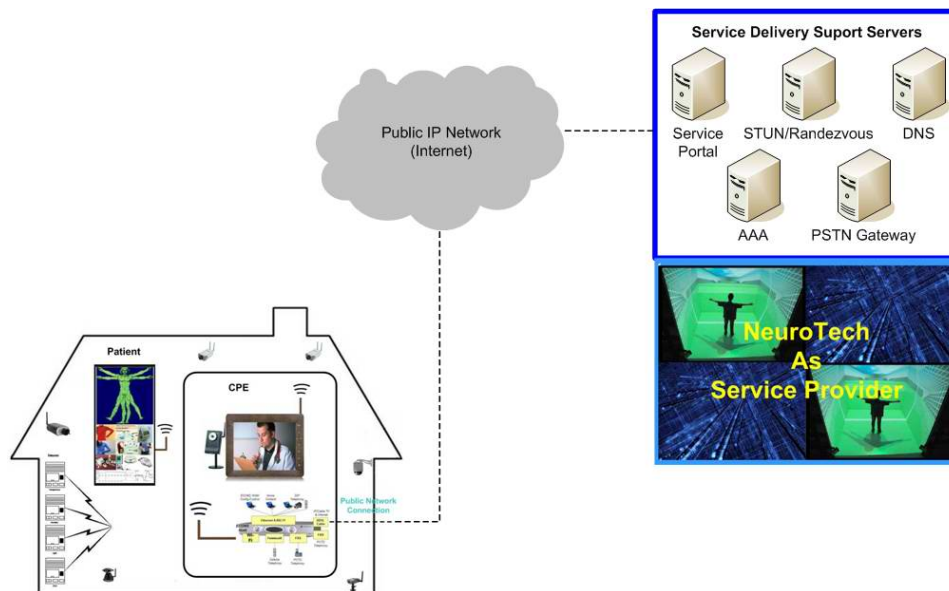 Service Delivery Suport Servers
Service
Portal
STUN/Randezvous
DNS
AAA
PSTN Gateway
Public IP Network
(Internet)
NeuroTech
As
Service Provider
Patient
CPE
Public Network
Connection